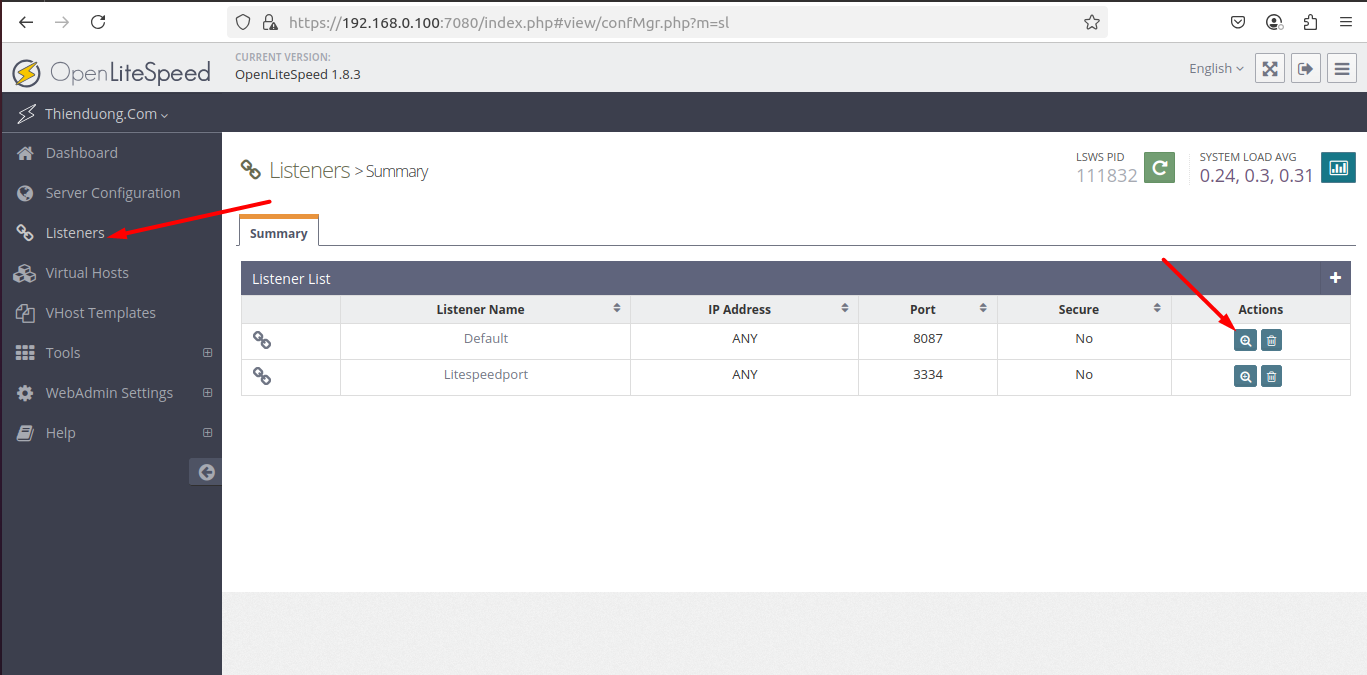 https://192.168.0.100:7080/index.php#view/confMgr.php?m=sl
OpenLiteSpeed
CURRENT VERSION:
OpenLiteSpeed 1.8.3
English
Thienduong.Com
Dashboard
Server Configuration
Listeners
Virtual Hosts
VHost Templates
Tools
WebAdmin Settings
Help
Listeners > Summary
LSWS PID
111832
SYSTEM LOAD AVG
0.24, 0.3, 0.31
Summary
Listener List
Listener Name IP Address Port Secure Actions
Default ANY 8087 No
Litespeedport ANY 3334 No